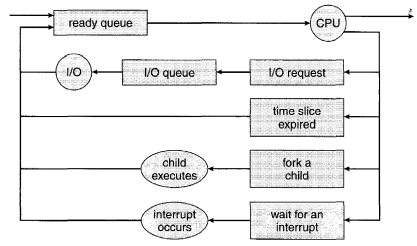 ready queue
CPU
I/O
I/O queue
I/O request
time slice
expired
child
executes
fork a
child
interrupt
occurs
wait for an
interrupt